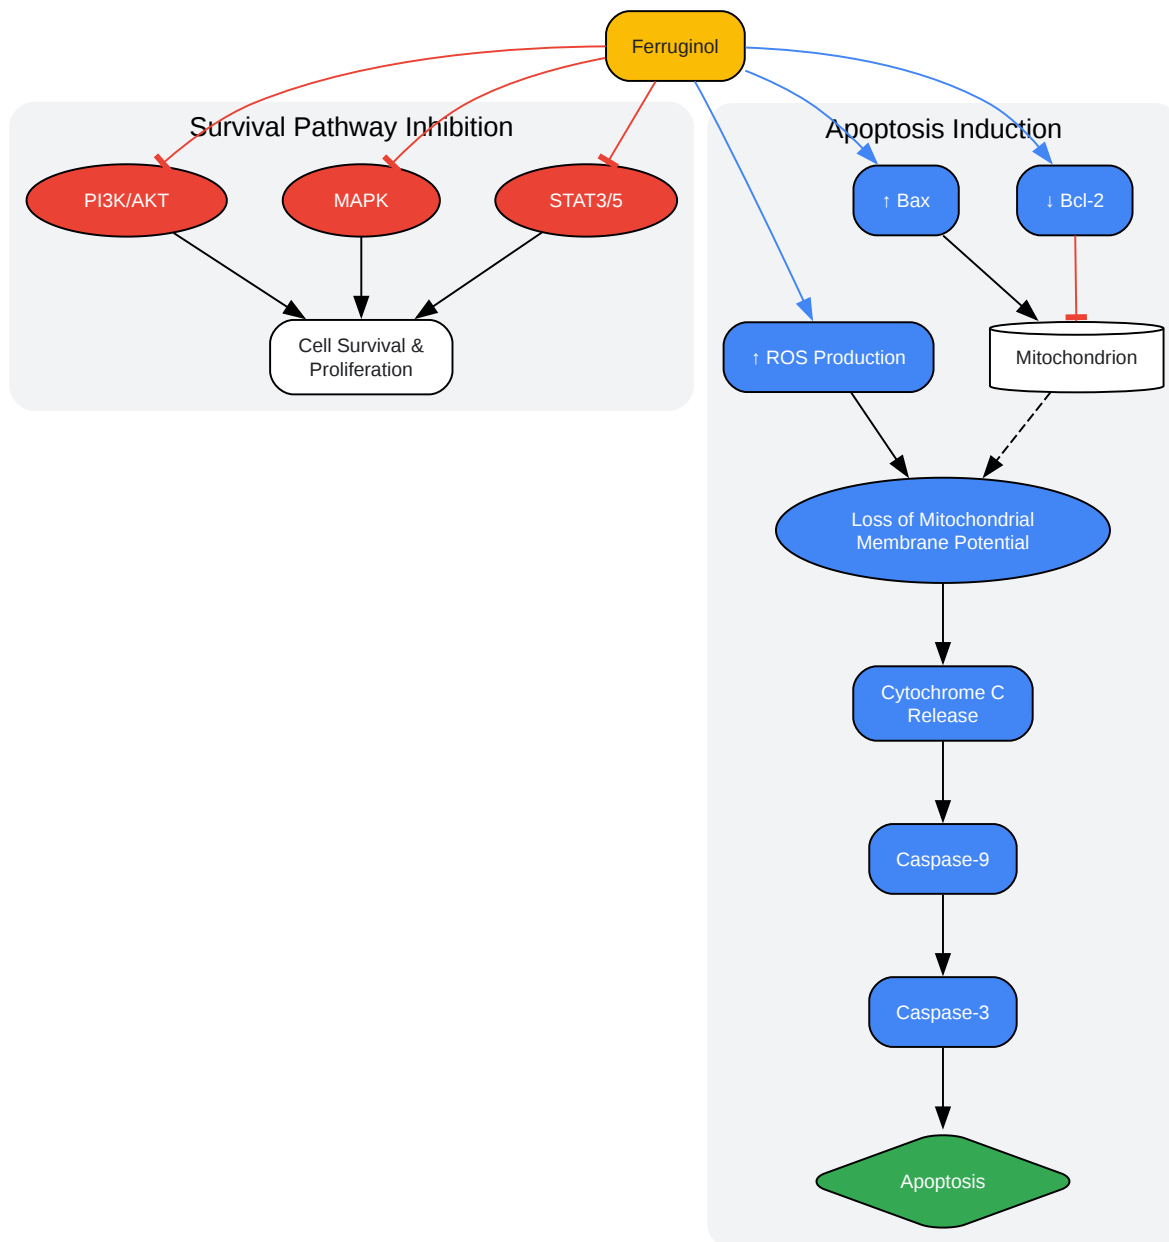 Ferruginol
Survival Pathway Inhibition
Apoptosis Induction
PI3K/AKT
MAPK
STAT3/5
↑ Bax
↓ Bcl-2
Cell Survival &
Proliferation
↑ ROS Production
Mitochondrion
Loss of Mitochondrial
Membrane Potential
Cytochrome C
Release
Caspase-9
Caspase-3
Apoptosis